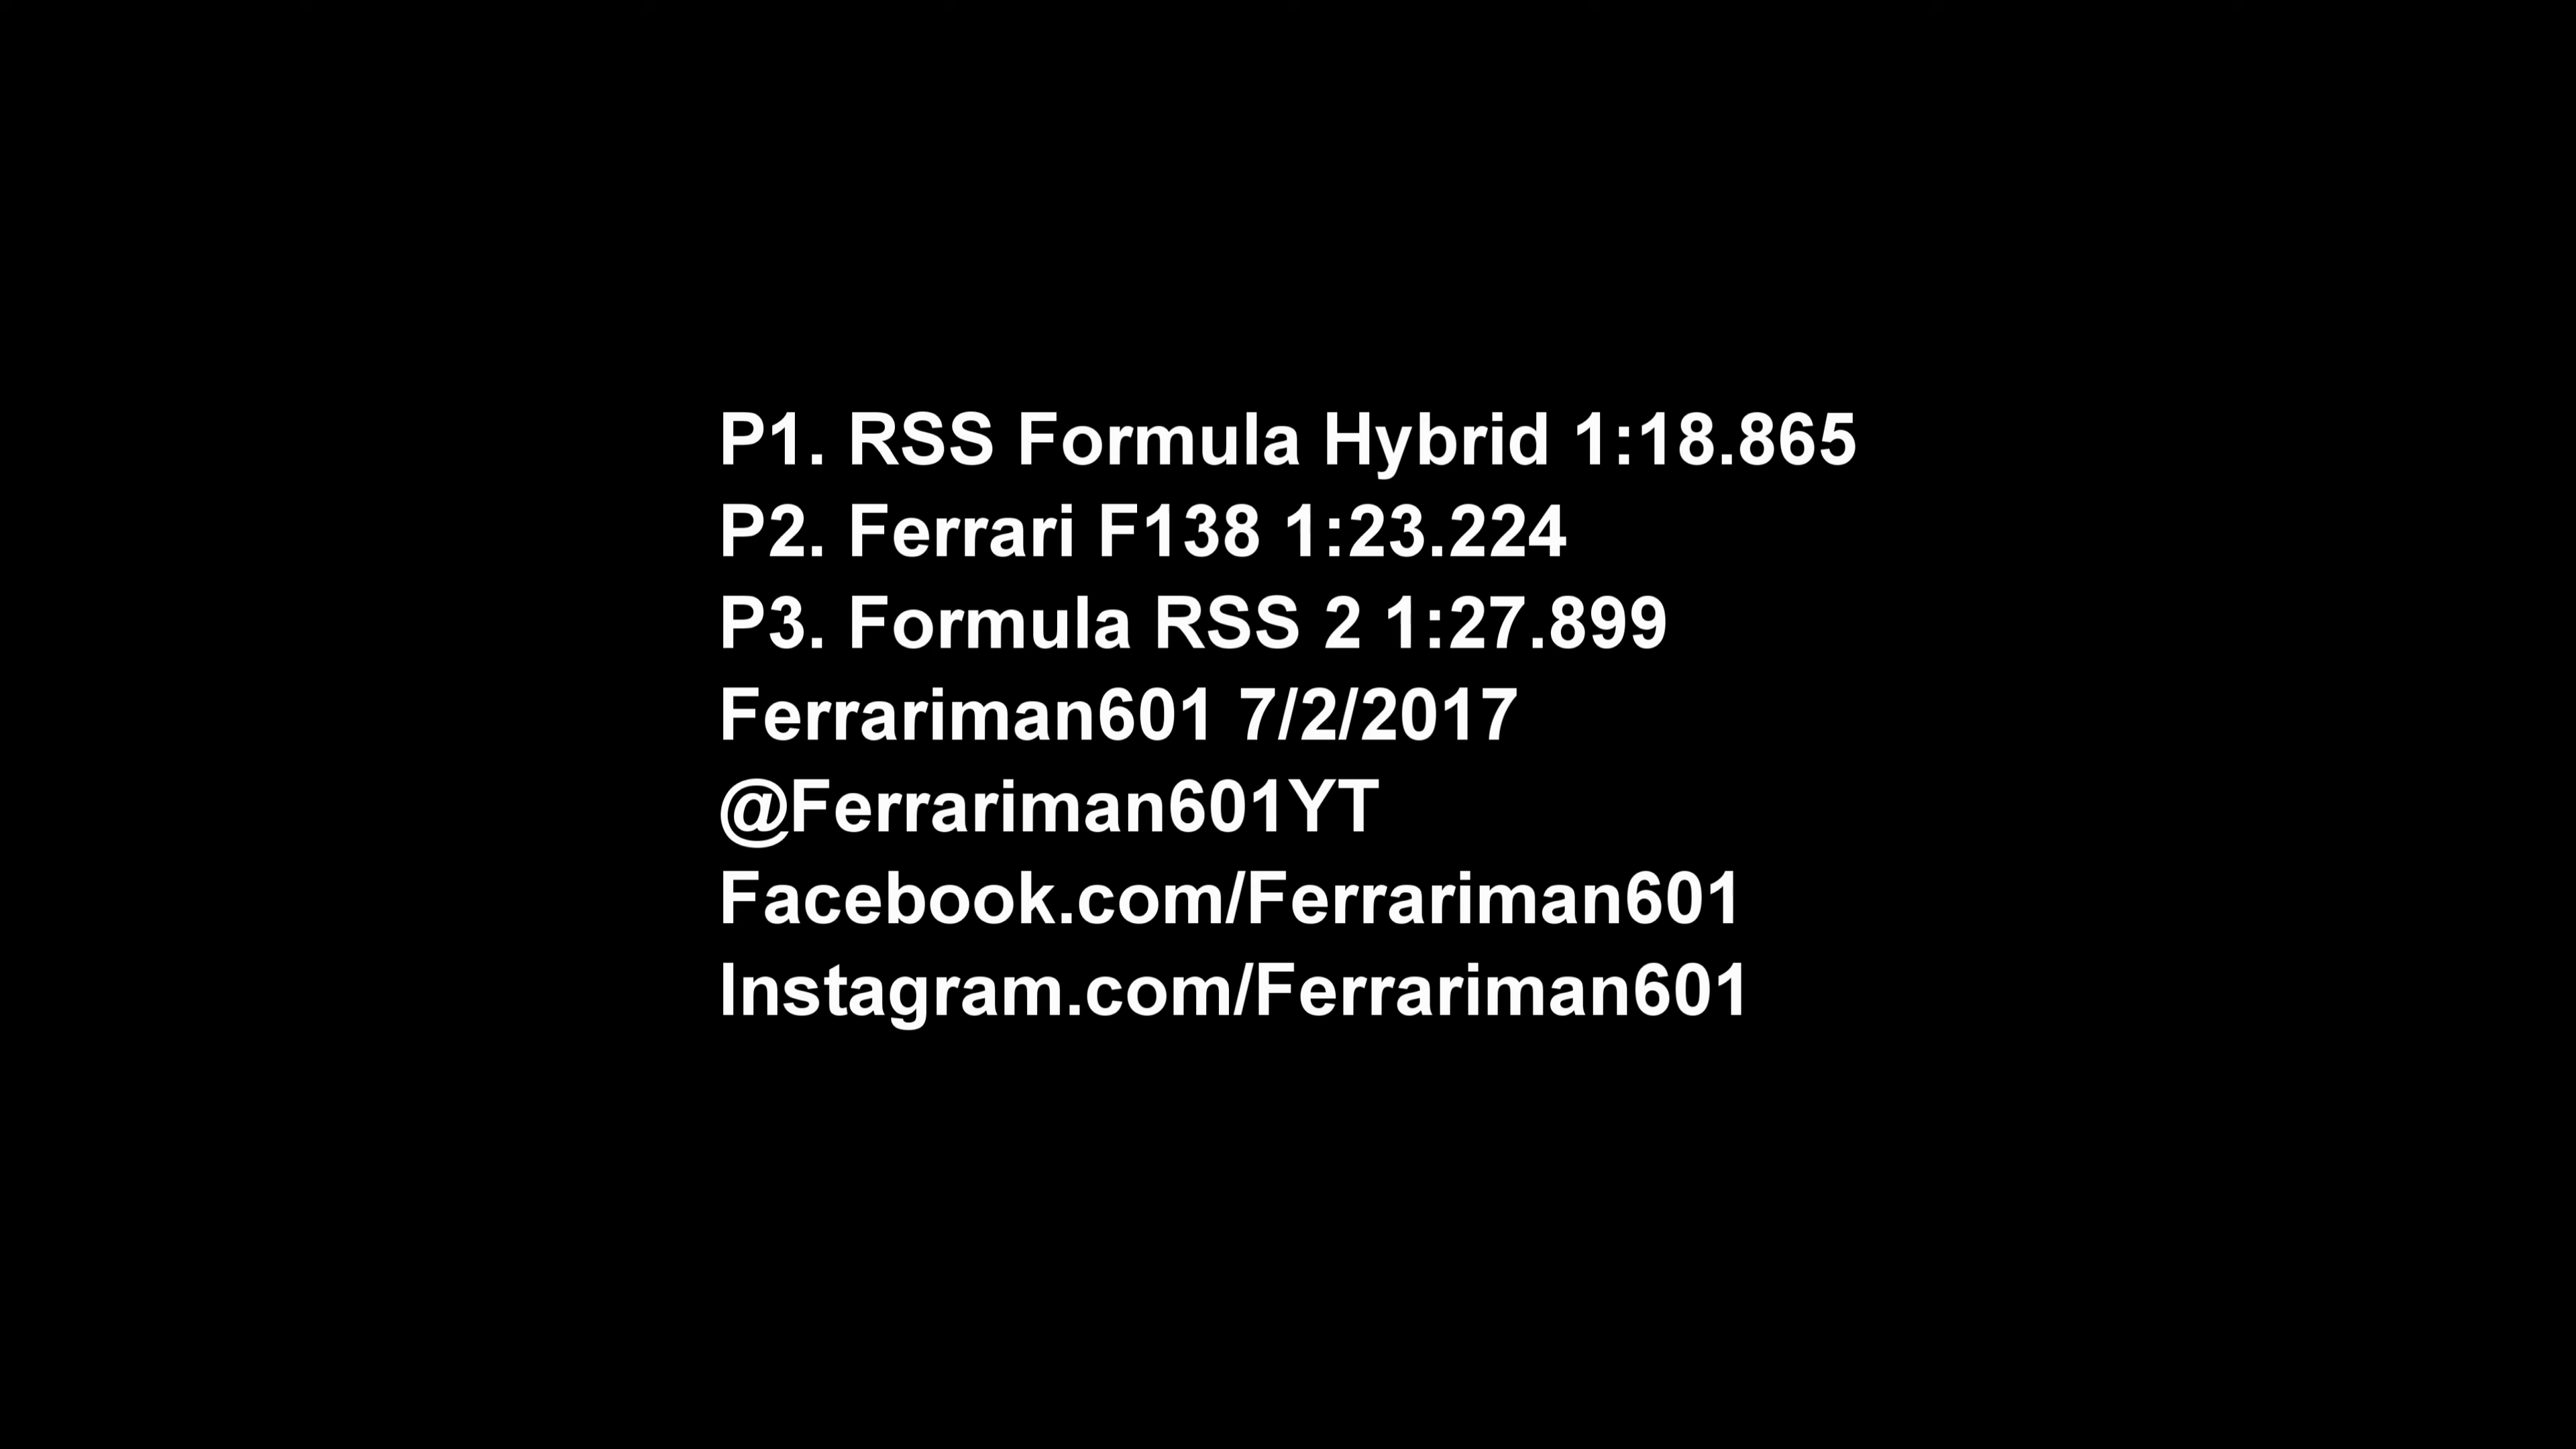 P1. RSS Formula Hybrid 1:18.865
P2. Ferrari F138 1:23.224
P3. Formula RSS 2 1:27.899
Ferrariman601 7/2/2017
@Ferrariman601YT
Facebook.com/Ferrariman601
Instagram.com/Ferrariman601